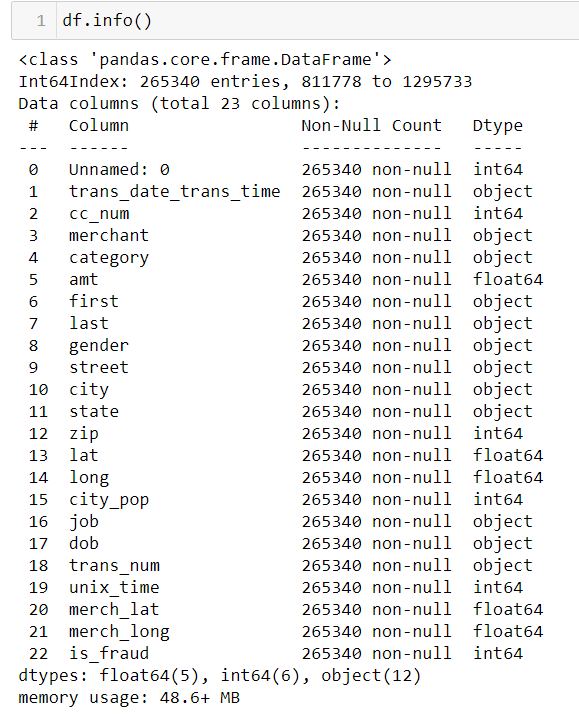 1 df.info()
<class 'pandas.core.frame.DataFrame'>
Int64Index: 265340 entries, 811778 to 1295733
Data columns (total 23 columns):
 #   Column                 Non-Null Count   Dtype
---  ------                 --------------   -----
 0   Unnamed: 0             265340 non-null  int64
 1   trans_date_trans_time  265340 non-null  object
 2   cc_num                 265340 non-null  int64
 3   merchant               265340 non-null  object
 4   category               265340 non-null  object
 5   amt                    265340 non-null  float64
 6   first                  265340 non-null  object
 7   last                   265340 non-null  object
 8   gender                 265340 non-null  object
 9   street                 265340 non-null  object
 10  city                   265340 non-null  object
 11  state                  265340 non-null  object
 12  zip                    265340 non-null  int64
 13  lat                    265340 non-null  float64
 14  long                   265340 non-null  float64
 15  city_pop               265340 non-null  int64
 16  job                    265340 non-null  object
 17  dob                    265340 non-null  object
 18  trans_num              265340 non-null  object
 19  unix_time              265340 non-null  int64
 20  merch_lat              265340 non-null  float64
 21  merch_long             265340 non-null  float64
 22  is_fraud               265340 non-null  int64
dtypes: float64(5), int64(6), object(12)
memory usage: 48.6+ MB